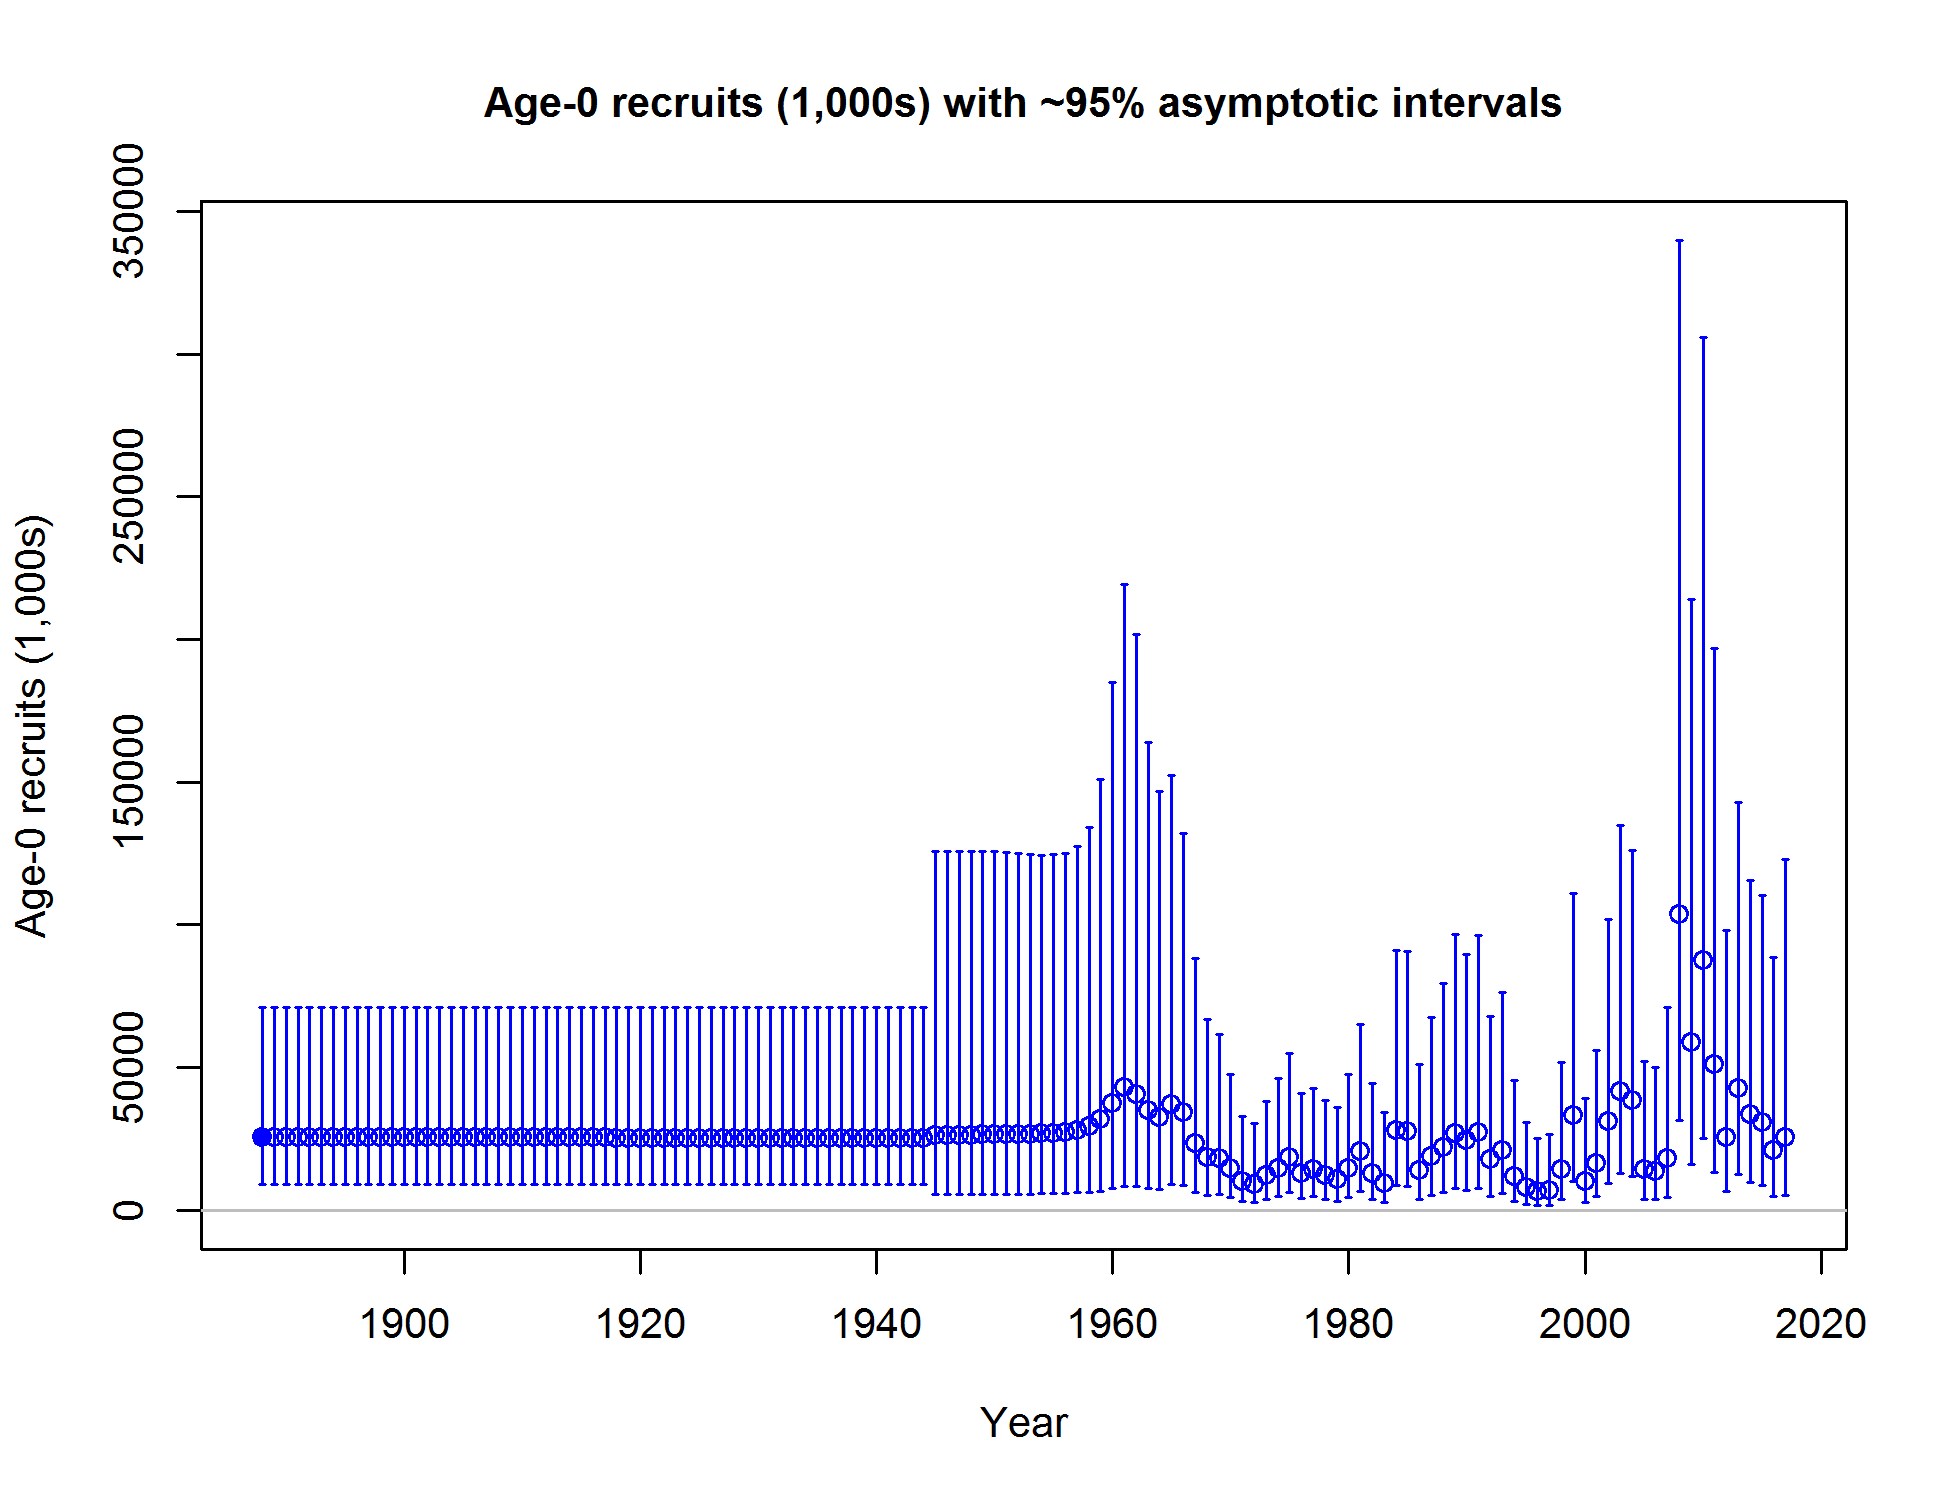 Age-0 recruits (1,000s) with ~95% asymptotic intervals
Age-0 recruits (1,000s)
350000
250000
150000
50000
0
1900 1920 1940 1960 1980 2000 2020
Year